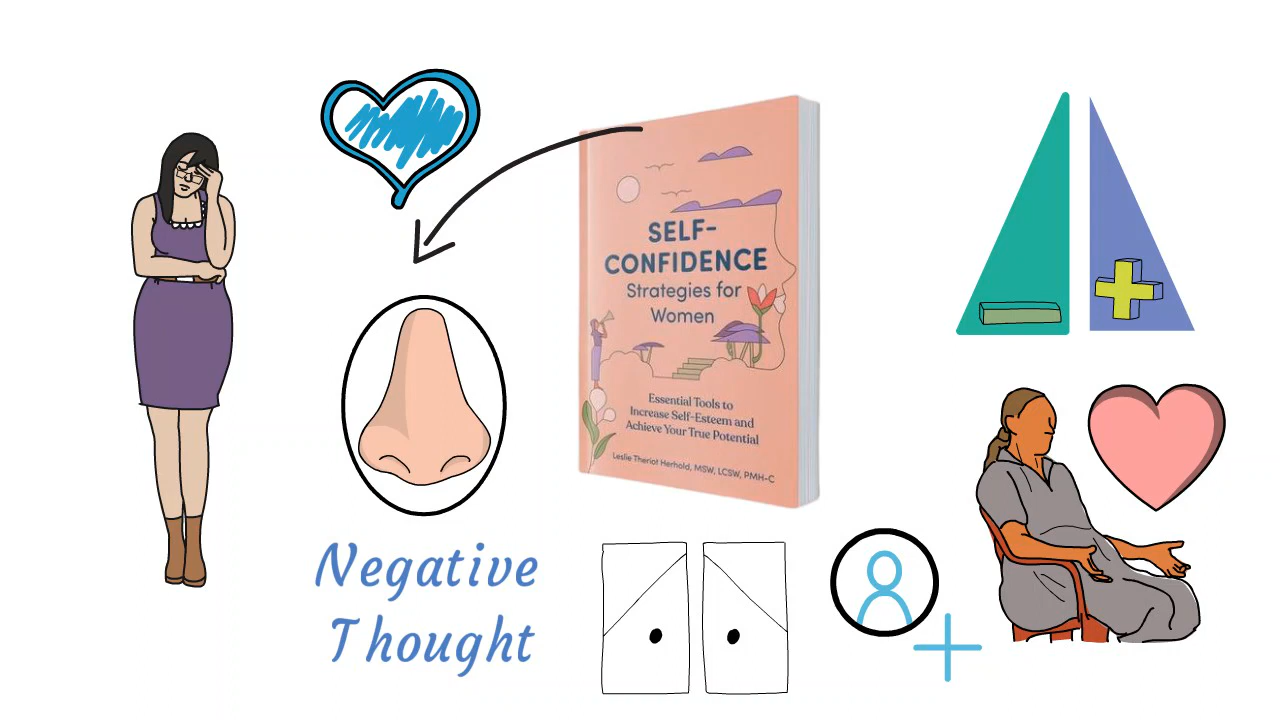 SELF-
CONFIDENCE
Strategies for
Women
Essential Tools to
Increase Self-Esteem and
Achieve Your True Potential
Leslie Theriot Herhold, MSW, LCSW, PMH-C
Negative
Thought